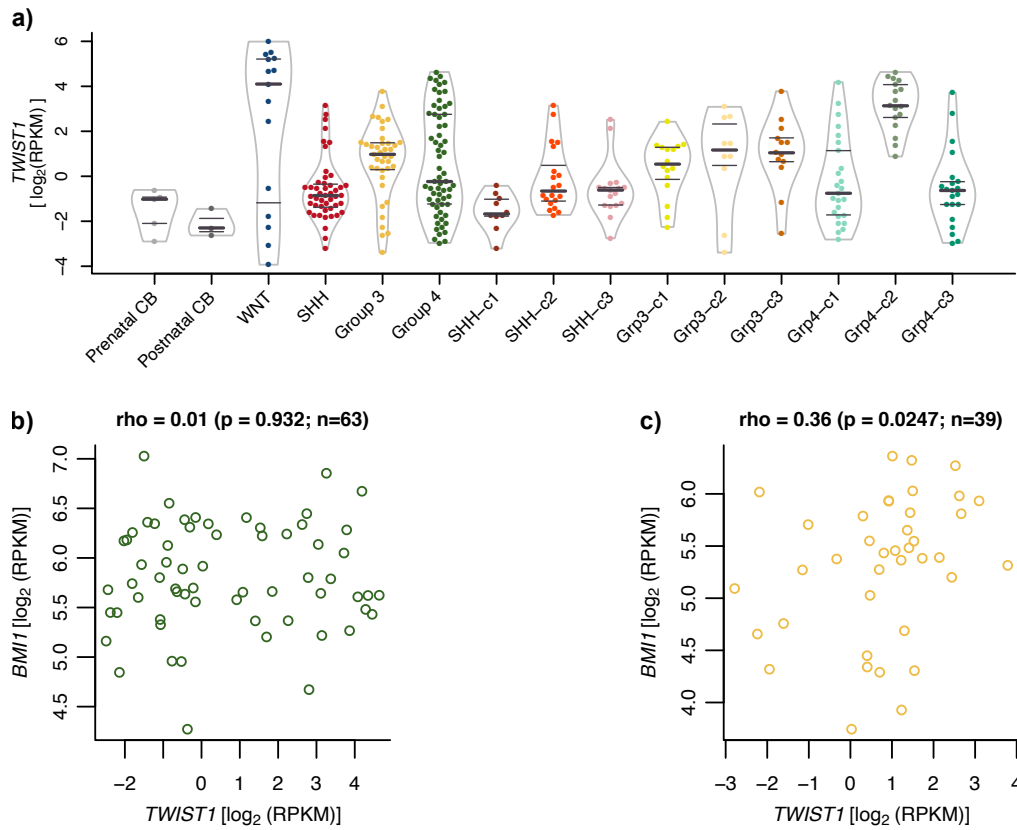 a)
TWIST1
[ log2(RPKM) ]
6
4
2
0
−2
−4
Prenatal CB
Postnatal CB
WNT
SHH
Group 3
Group 4
SHH−c1
SHH−c2
SHH−c3
Grp3−c1
Grp3−c2
Grp3−c3
Grp4−c1
Grp4−c2
Grp4−c3
b)
rho = 0.01 (p = 0.932; n=63)
BMI1 [log2 (RPKM)]
7.0
6.5
6.0
5.5
5.0
4.5
−2
0
1
2
3
4
TWIST1 [log2 (RPKM)]
c)
rho = 0.36 (p = 0.0247; n=39)
BMI1 [log2 (RPKM)]
6.0
5.5
5.0
4.0
−3
−2
−1
0
1
2
3
4
TWIST1 [log2 (RPKM)]